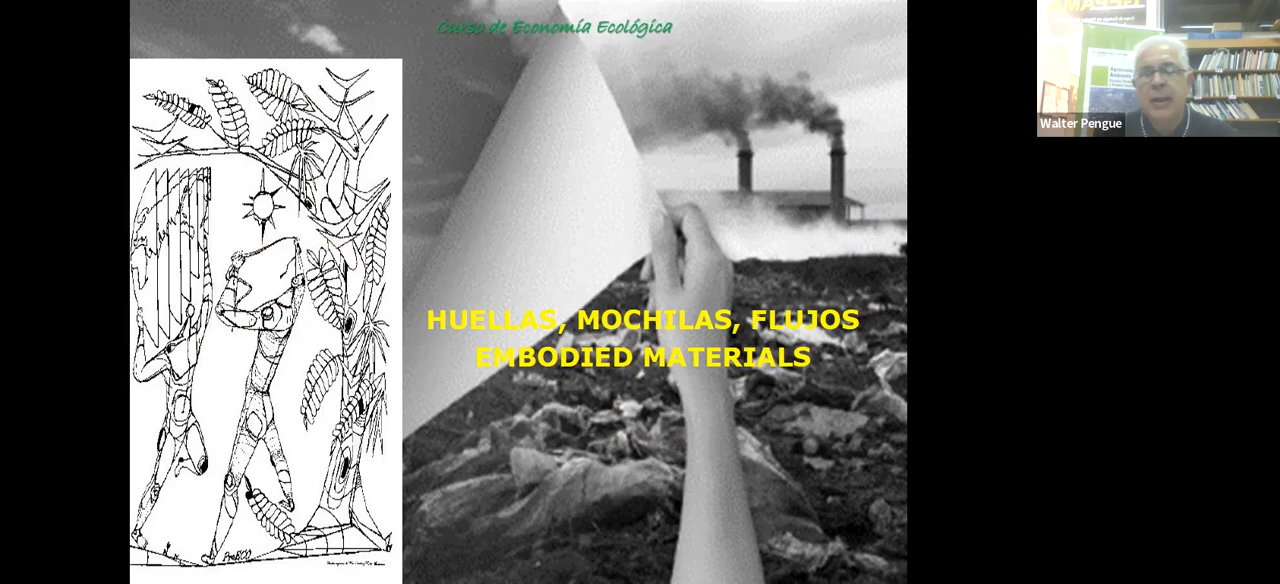 Curso de Economía Ecológica
HUELLAS, MOCHILAS, FLUJOS
EMBODIED MATERIALS
Walter Pengue